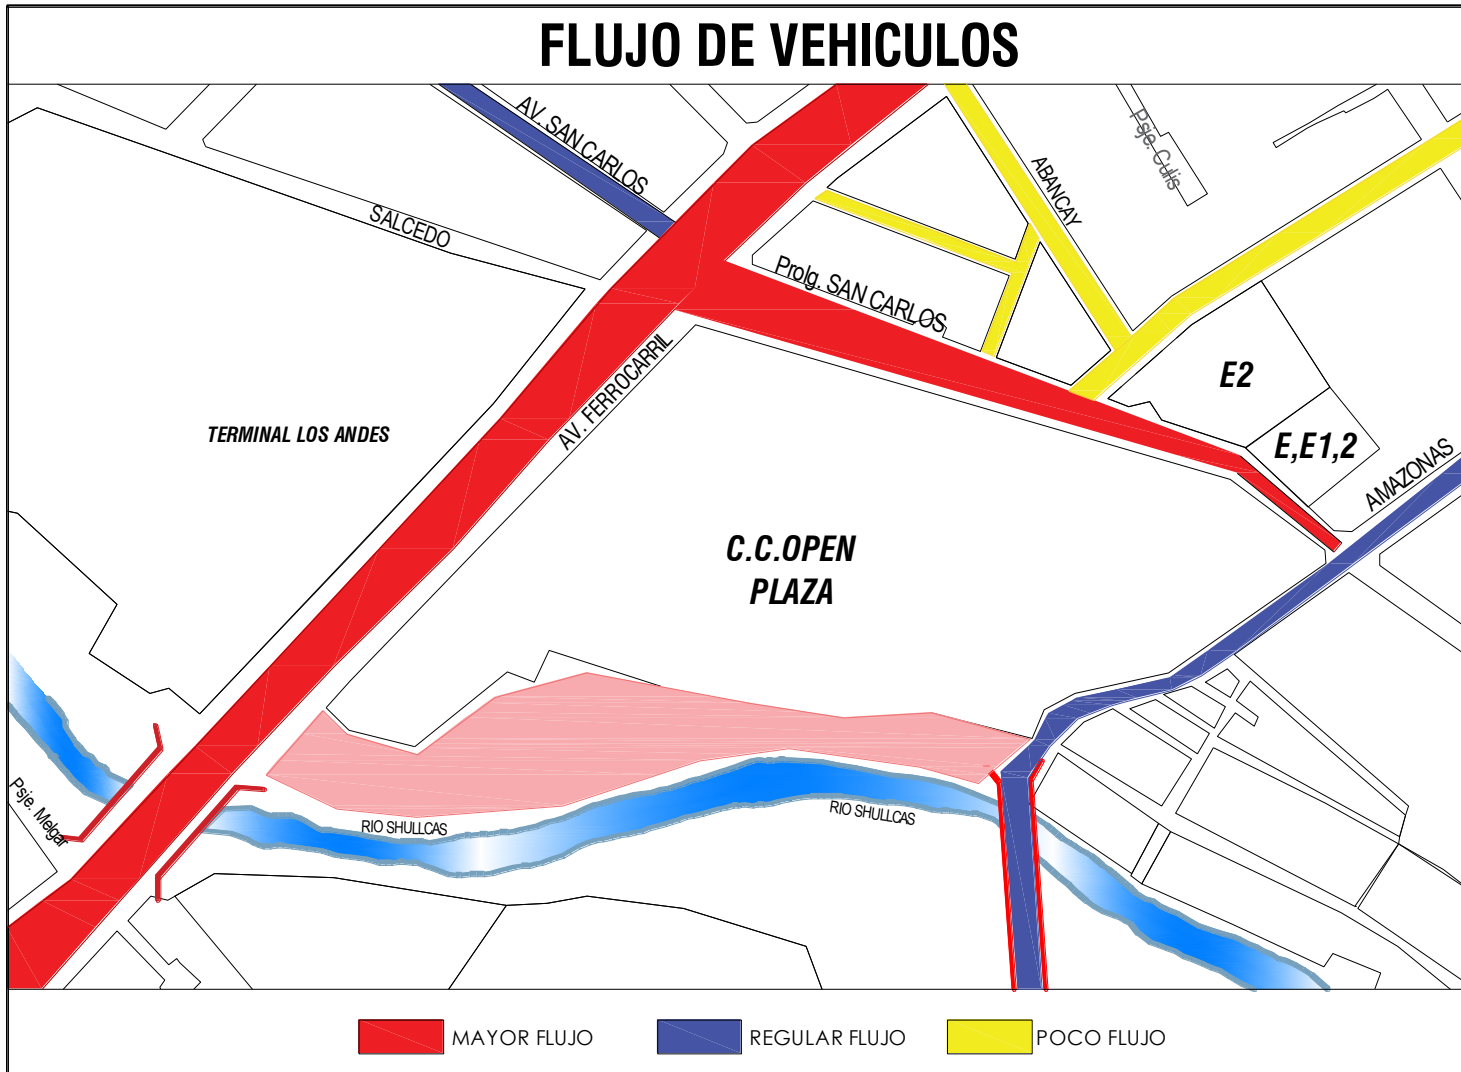 FLUJO DE VEHICULOS
AV. SAN CARLOS
Psje. Culis
ABANCAY
SALCEDO
Prolg. SAN CARLOS
AV. FERROCARRIL
E2
TERMINAL LOS ANDES
E,E1,2
AMAZONAS
C.C.OPEN
PLAZA
Psje. Melgar
RIO SHULLCAS
RIO SHULLCAS
MAYOR FLUJO
REGULAR FLUJO
POCO FLUJO